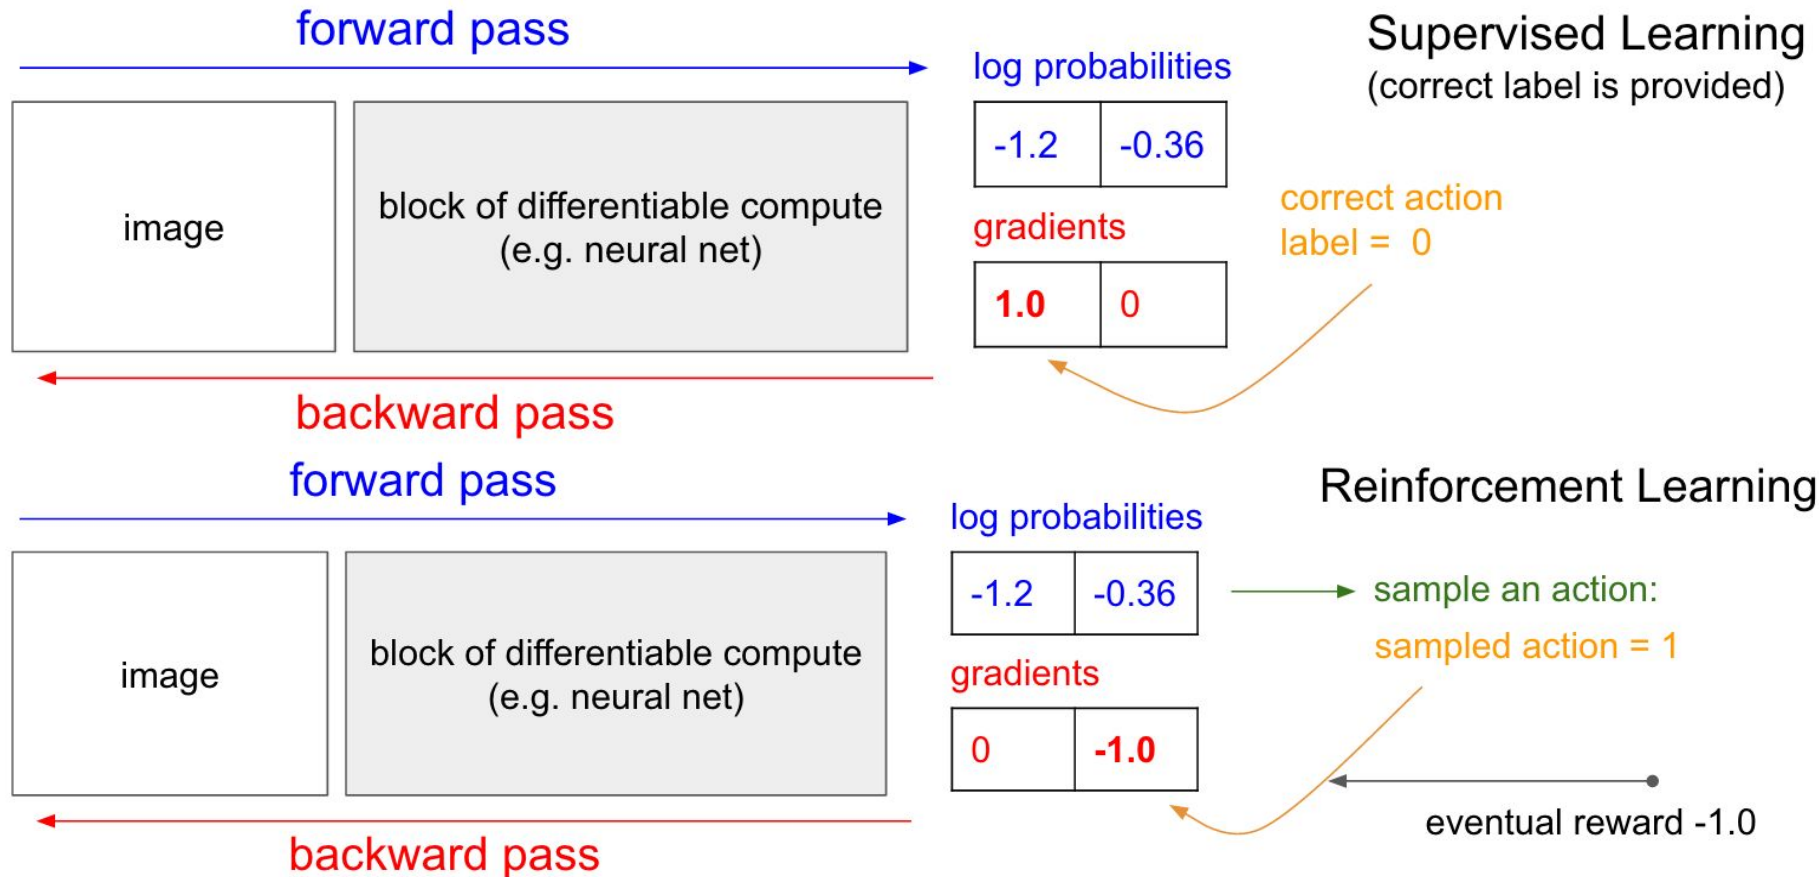 forward pass
Supervised Learning
(correct label is provided)
log probabilities
-1.2 -0.36
image
block of differentiable compute
(e.g. neural net)
correct action
label = 0
gradients
1.0 0
backward pass
forward pass
Reinforcement Learning
log probabilities
-1.2 -0.36
sample an action:
sampled action = 1
image
block of differentiable compute
(e.g. neural net)
gradients
0 -1.0
eventual reward -1.0
backward pass